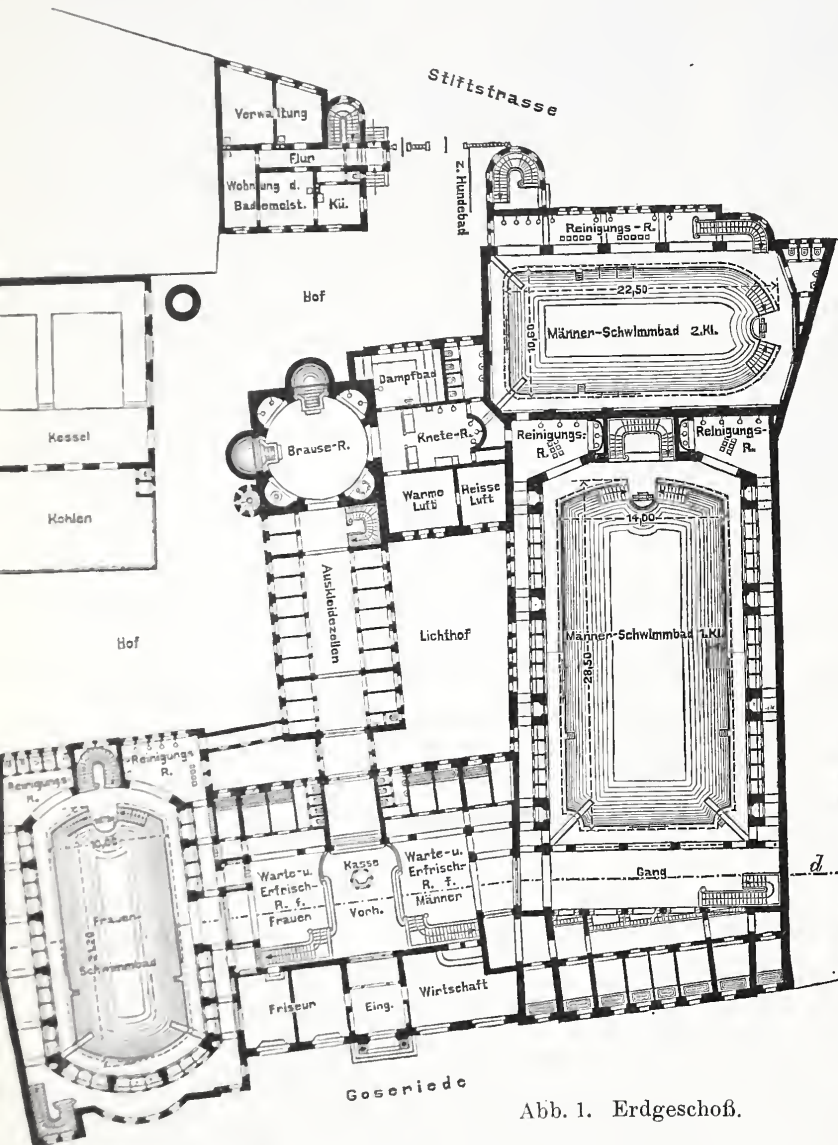 Stiftstrasse
Verwaltung
Flur
Wohnung d.
Bademeist.
Kü.
z. Hundebad
Reinigungs-R.
22,50
10,60
Männer-Schwimmbad 2.Kl.
Hof
Dampfbad
Kessel
Brause-R.
Knete-R.
Reinigungs-
R.
Reinigungs-
R.
Warme
Luft
Heisse
Luft
Kohlen
14,00
Auskleidezellen
Lichthof
Männer-Schwimmbad 1.Kl.
28,50
Hof
Reinigungs
R.
Reinigungs
R.
10,65
Frauen-
Schwimmbad
21,20
Warte-u.
Erfrisch-
R. f.
Frauen
Kasse
Vorh.
Warte-u.
Erfrisch-
R. f.
Männer
Gang
d
Friseur
Eing.
Wirtschaft
Goseriede
Abb. 1. Erdgeschoß.